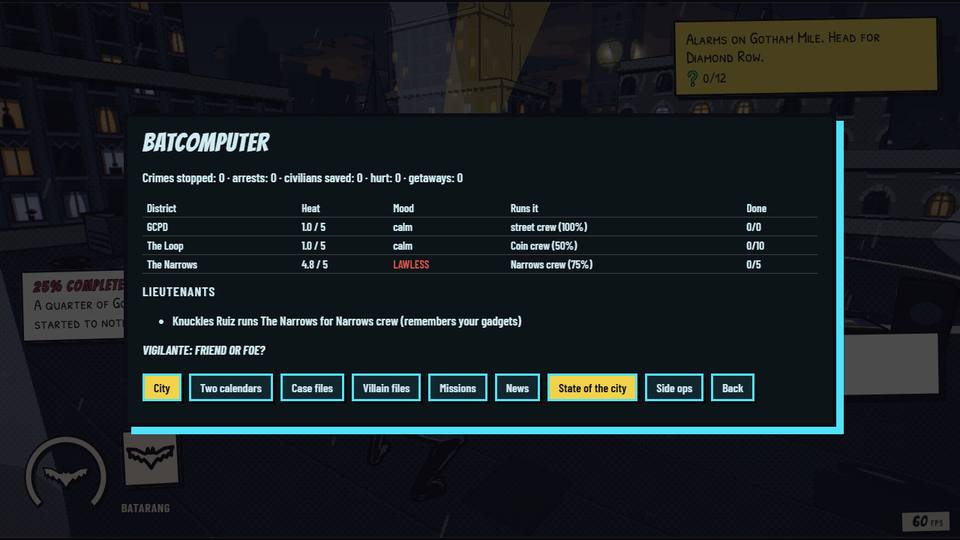 ALARMS ON GOTHAM MILE. HEAD FOR
DIAMOND ROW.
0/12
BATCOMPUTER
Crimes stopped: 0 · arrests: 0 · civilians saved: 0 · hurt: 0 · getaways: 0
District Heat Mood Runs it Done
GCPD 1.0 / 5 calm street crew (100%) 0/0
The Loop 1.0 / 5 calm Coin crew (50%) 0/10
The Narrows 4.8 / 5 LAWLESS Narrows crew (75%) 0/5
25% COMPLETE
A QUARTER OF
STARTED TO
LIEUTENANTS
• Knuckles Ruiz runs The Narrows for Narrows crew (remembers your gadgets)
VIGILANTE: FRIEND OR FOE?
City Two calendars Case files Villain files Missions News State of the city Side ops Back
BATARANG
60 FPS